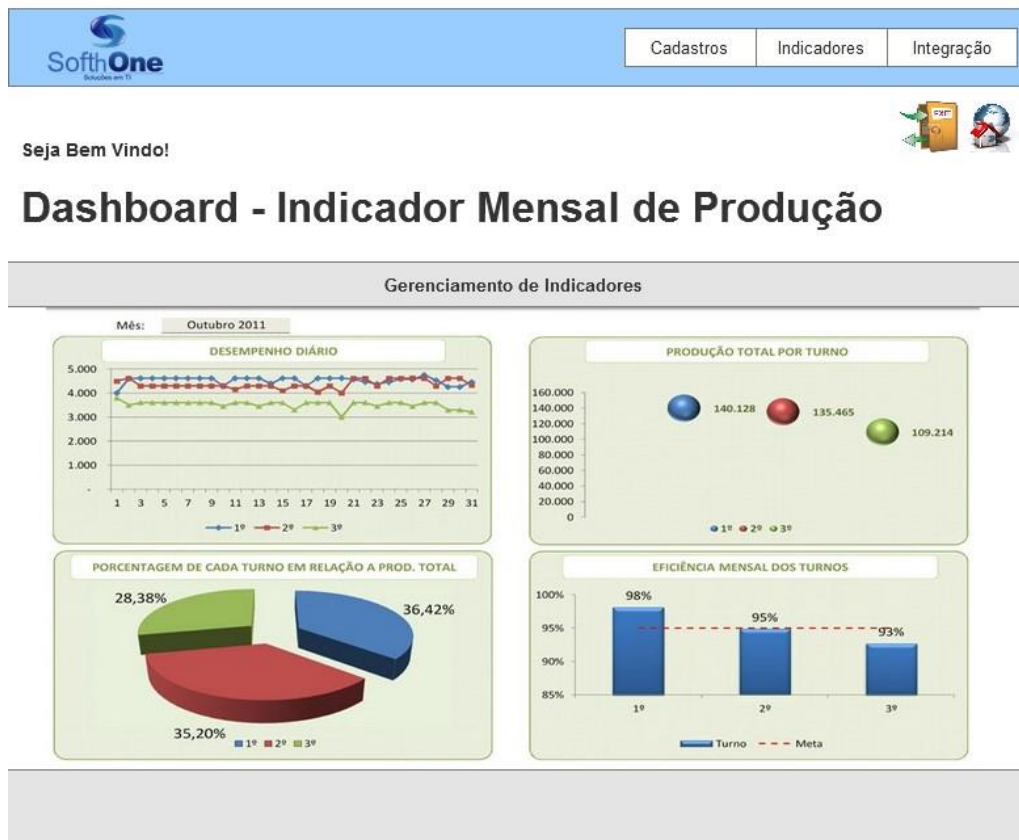 SofthOne
Soluções em TI
Cadastros Indicadores Integração
EXIT
Seja Bem Vindo!
Dashboard - Indicador Mensal de Produção
Gerenciamento de Indicadores
Mês: Outubro 2011
DESEMPENHO DIÁRIO
5.000
4.000
3.000
2.000
1.000
-
1 3 5 7 9 11 13 15 17 19 21 23 25 27 29 31
1º 2º 3º
PRODUÇÃO TOTAL POR TURNO
160.000
140.000
120.000
100.000
80.000
60.000
40.000
20.000
0
140.128 135.465 109.214
1º 2º 3º
PORCENTAGEM DE CADA TURNO EM RELAÇÃO A PROD. TOTAL
28,38%
36,42%
35,20%
1º 2º 3º
EFICIÊNCIA MENSAL DOS TURNOS
100%
95%
90%
85%
98%
95%
93%
1º 2º 3º
Turno Meta